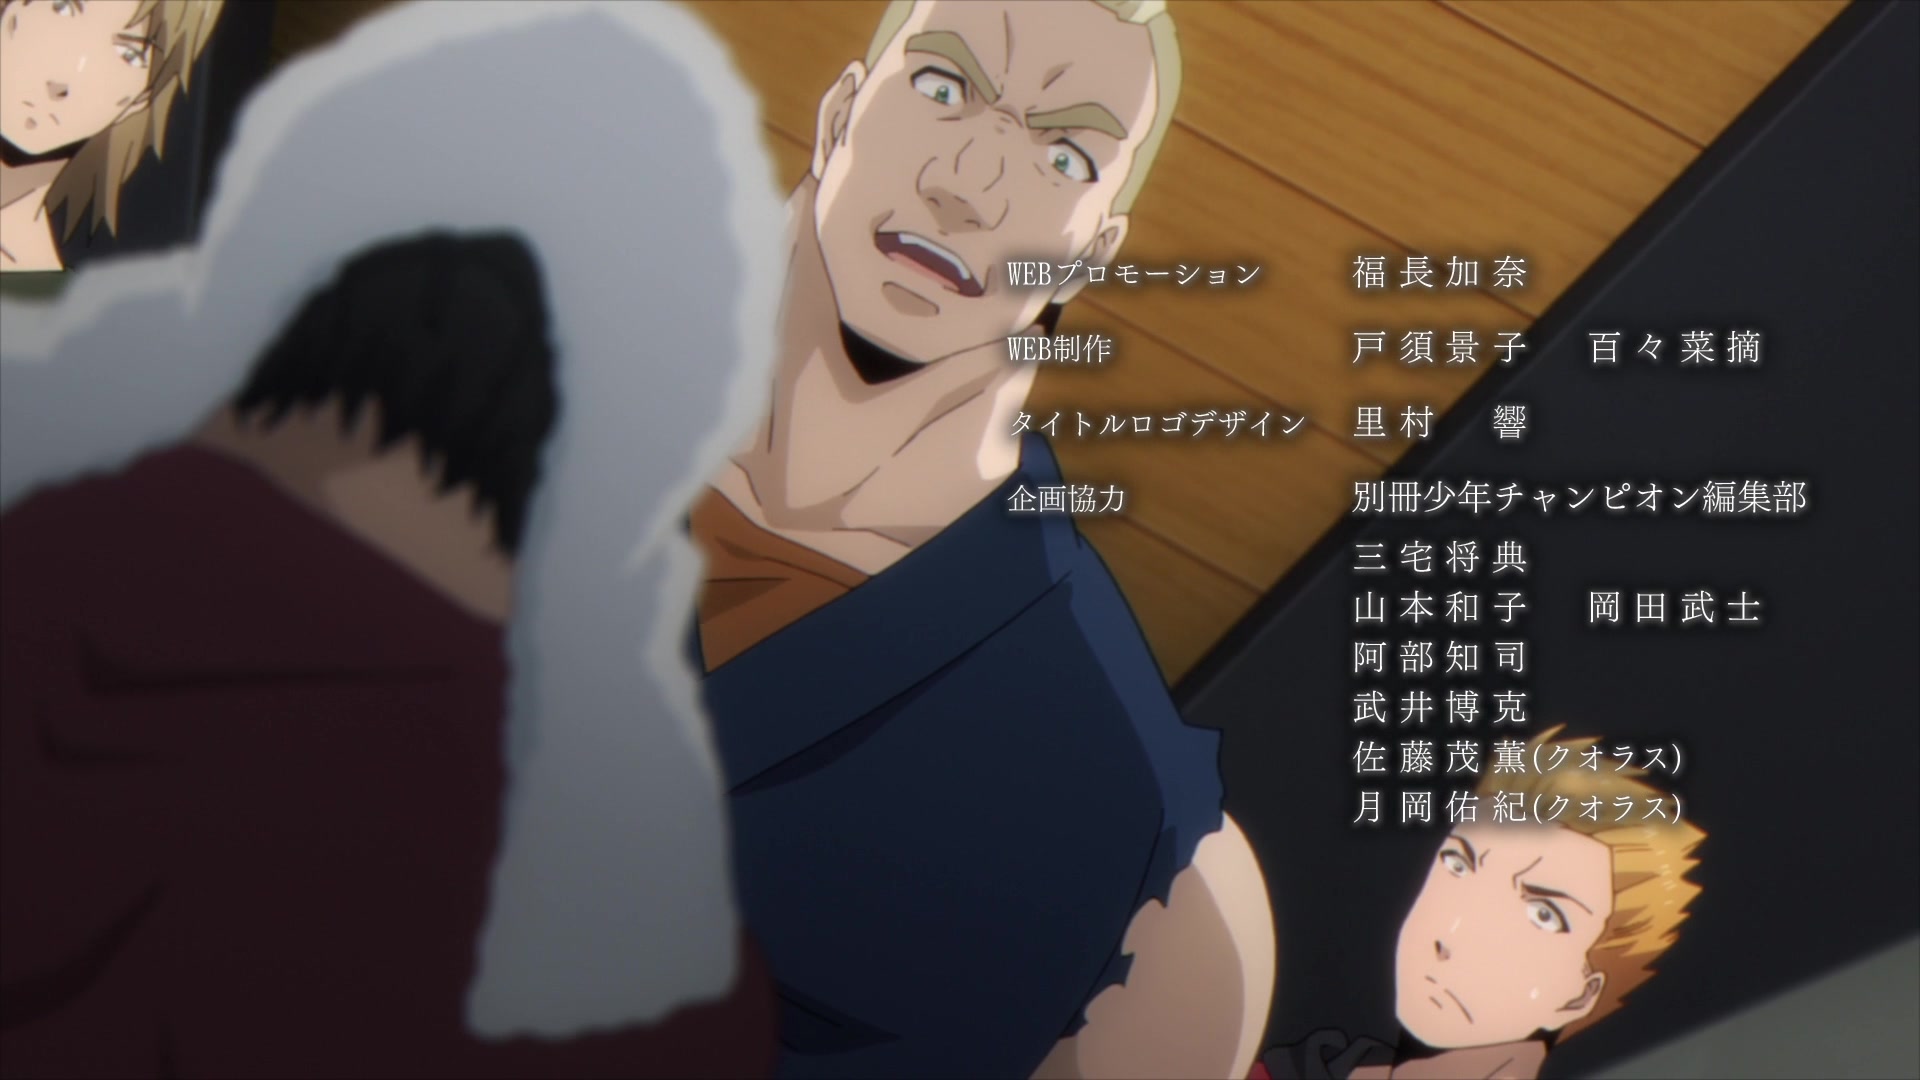 WEBプロモーション 福長加奈
WEB制作 戸須景子 百々菜摘
タイトルロゴデザイン 里村 響
企画協力 別冊少年チャンピオン編集部
三宅将典
山本和子 岡田武士
阿部知司
武井博克
佐藤茂薫(クオラス)
月岡佑紀(クオラス)